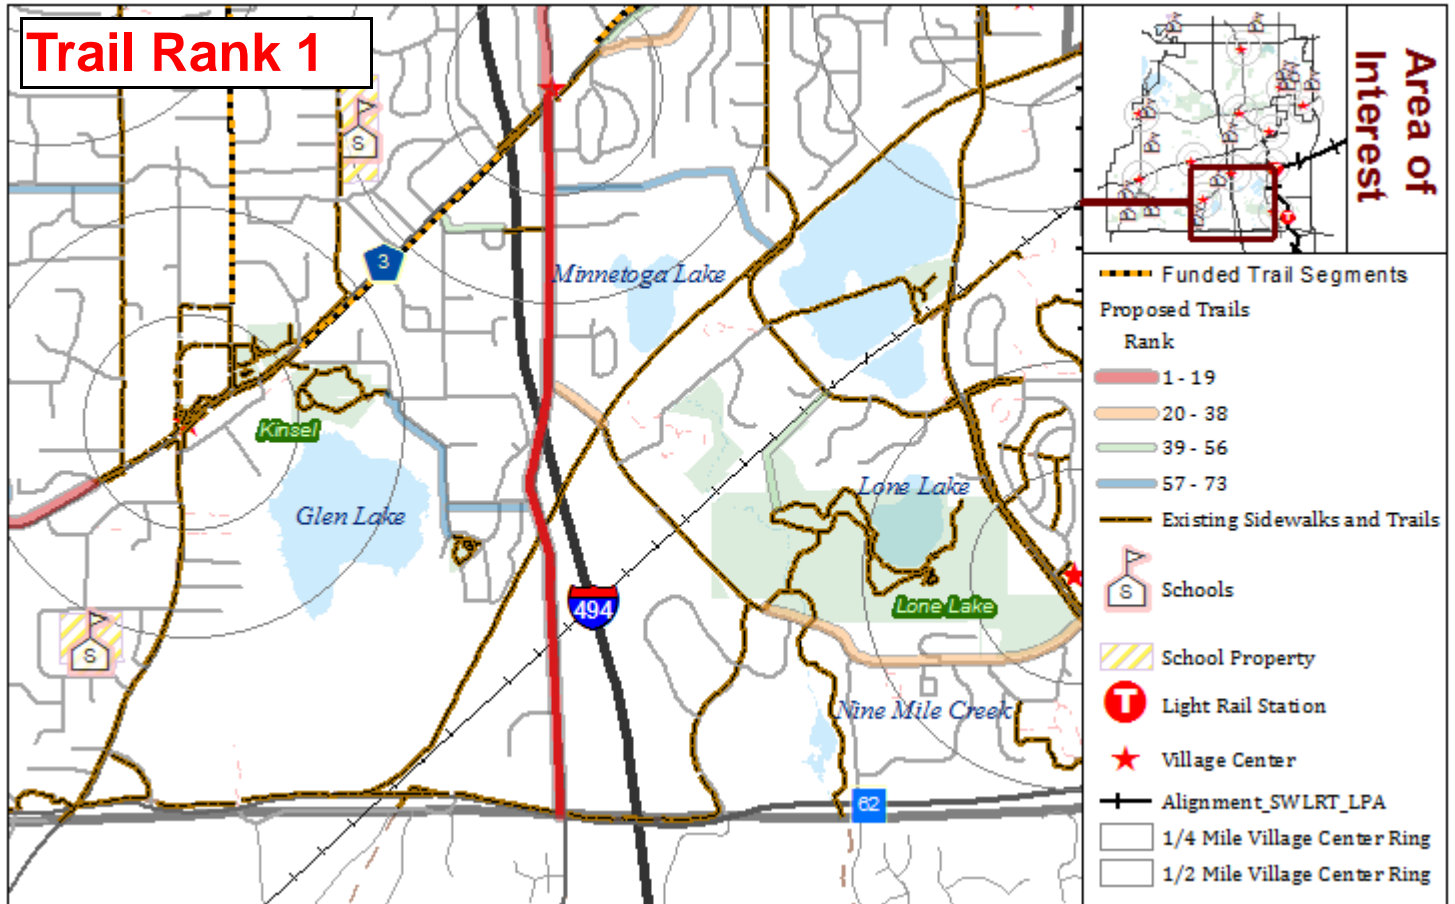 Trail Rank 1
Area of
Interest
S
3
Minnetoga Lake
Kinsel
Glen Lake
Lone Lake
494
Lone Lake
S
Nine Mile Creek
62
Funded Trail Segments
Proposed Trails
Rank
1 - 19
20 - 38
39 - 56
57 - 73
Existing Sidewalks and Trails
S
Schools
School Property
T
Light Rail Station
Village Center
Alignment_SWLRT_LPA
1/4 Mile Village Center Ring
1/2 Mile Village Center Ring